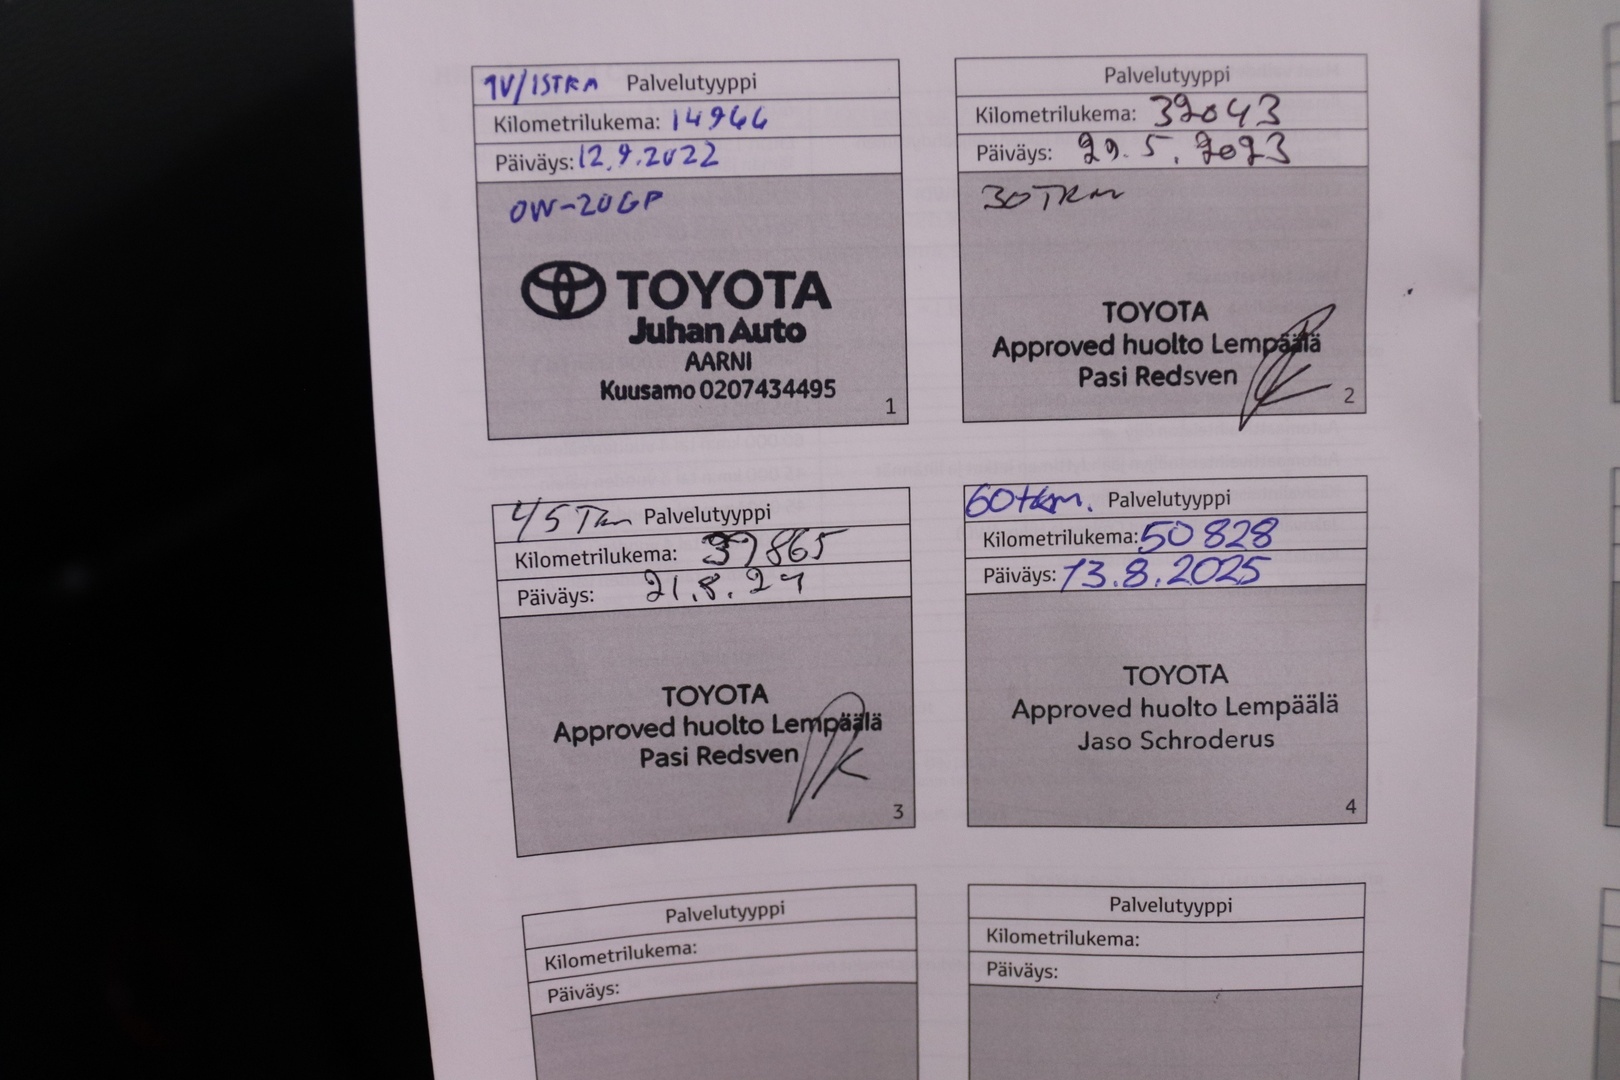 1V/15TKM Palvelutyyppi
Kilometrilukema: 14966
Päiväys: 12.9.2022
0W-20GP
TOYOTA
Juhan Auto
AARNI
Kuusamo 0207434495
1
Palvelutyyppi
Kilometrilukema: 32043
Päiväys: 29.5.2023
30TKM
TOYOTA
Approved huolto Lempäälä
Pasi Redsven
2
45Tkm Palvelutyyppi
Kilometrilukema: 37865
Päiväys: 21.8.24
TOYOTA
Approved huolto Lempäälä
Pasi Redsven
3
60tkm. Palvelutyyppi
Kilometrilukema: 50828
Päiväys: 13.8.2025
TOYOTA
Approved huolto Lempäälä
Jaso Schroderus
4
Palvelutyyppi
Kilometrilukema:
Päiväys:
Palvelutyyppi
Kilometrilukema:
Päiväys: